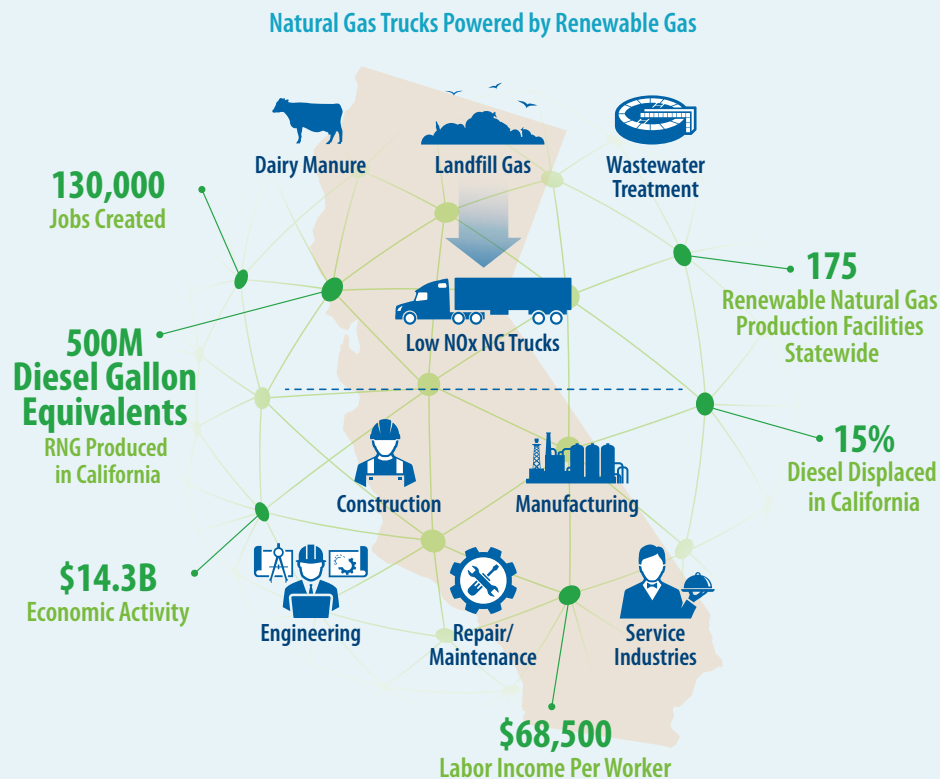 Natural Gas Trucks Powered by Renewable Gas
Dairy Manure
Landfill Gas
Wastewater
Treatment
130,000
Jobs Created
175
Renewable Natural Gas
Production Facilities
Statewide
Low NOx NG Trucks
500M
Diesel Gallon
Equivalents
RNG Produced
in California
15%
Diesel Displaced
in California
Construction
Manufacturing
$14.3B
Economic Activity
Engineering
Repair/
Maintenance
Service
Industries
$68,500
Labor Income Per Worker